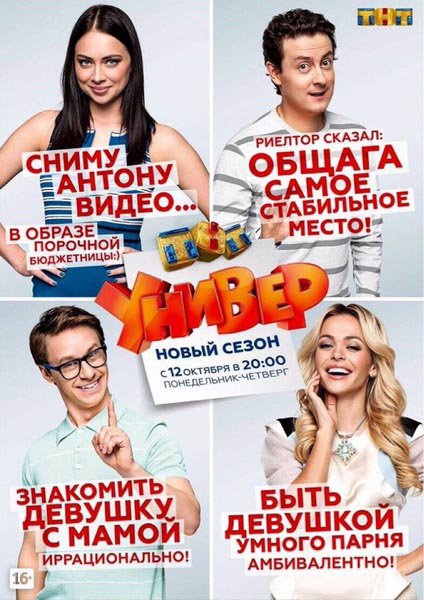 ТНТ
СНИМУ
АНТОНУ
ВИДЕО...
В ОБРАЗЕ
ПОРОЧНОЙ
БЮДЖЕТНИЦЫ:)
РИЕЛТОР СКАЗАЛ:
ОБЩАГА
САМОЕ
СТАБИЛЬНОЕ
МЕСТО!
ТНТ
УНИВЕР
НОВЫЙ СЕЗОН
С 12 ОКТЯБРЯ В 20:00
ПОНЕДЕЛЬНИК-ЧЕТВЕРГ
ЗНАКОМИТЬ
ДЕВУШКУ
С МАМОЙ
ИРРАЦИОНАЛЬНО!
БЫТЬ
ДЕВУШКОЙ
УМНОГО ПАРНЯ
АМБИВАЛЕНТНО!
16+